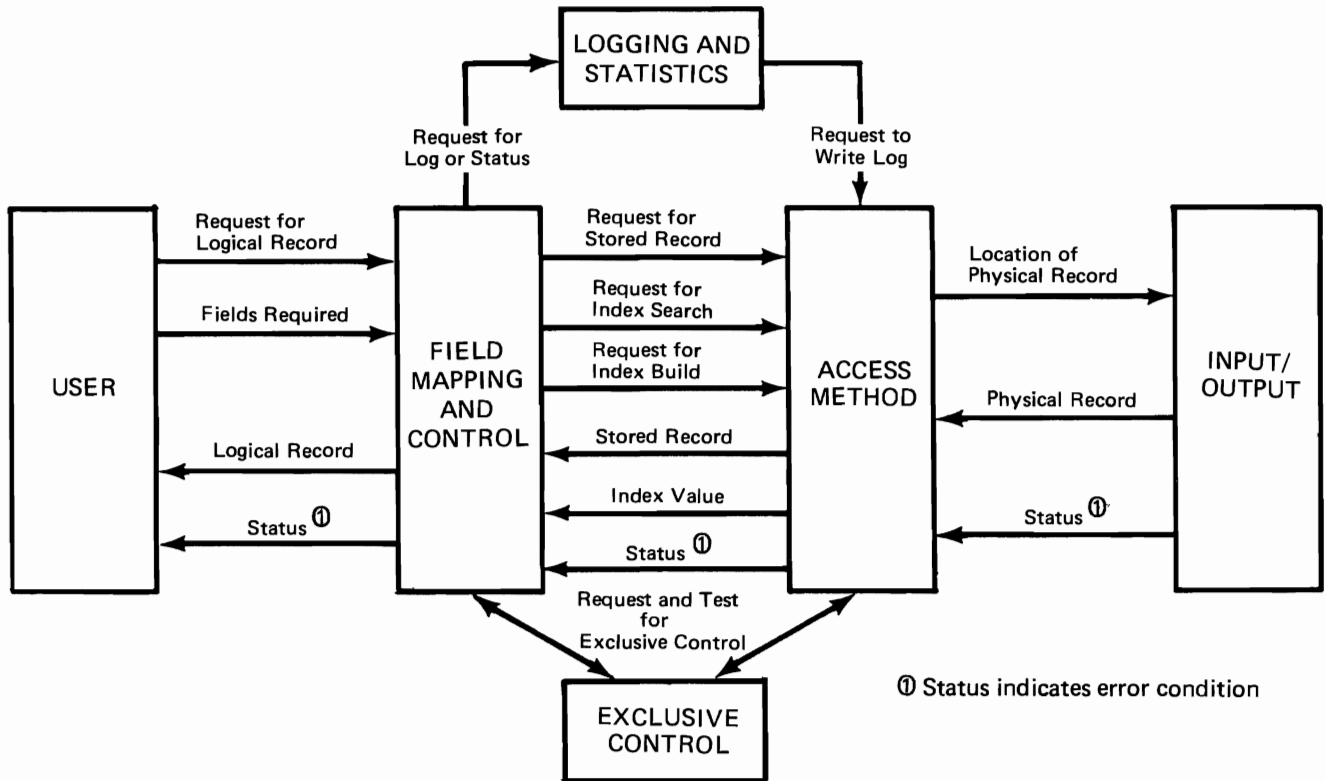 LOGGING AND
STATISTICS
Request for
Log or Status
Request to
Write Log
USER
Request for
Logical Record
Fields Required
Logical Record
Status ①
FIELD
MAPPING
AND
CONTROL
Request for
Stored Record
Request for
Index Search
Request for
Index Build
Stored Record
Index Value
Status ①
ACCESS
METHOD
Location of
Physical Record
Physical Record
Status ①
INPUT/
OUTPUT
Request and Test
for
Exclusive Control
EXCLUSIVE
CONTROL
① Status indicates error condition